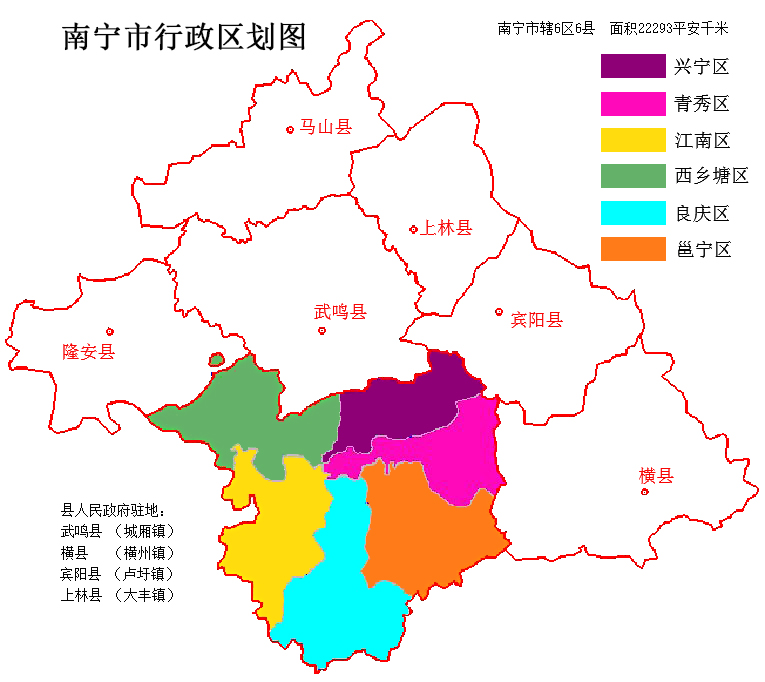 南宁市行政区划图
南宁市辖6区6县 面积22293平安千米
兴宁区
青秀区
江南区
西乡塘区
良庆区
邕宁区
马山县
上林县
武鸣县
宾阳县
隆安县
横县
县人民政府驻地:
武鸣县 (城厢镇)
横县 (横州镇)
宾阳县 (卢圩镇)
上林县 (大丰镇)